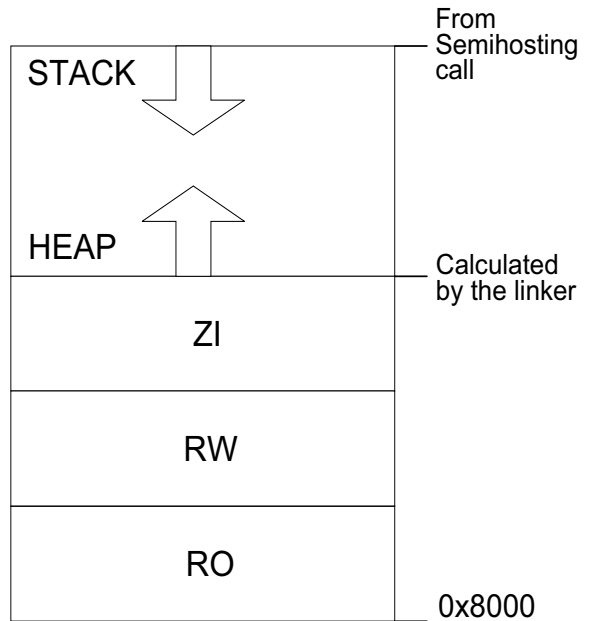 From
Semihosting
call
STACK
HEAP
Calculated
by the linker
ZI
RW
RO
0x8000